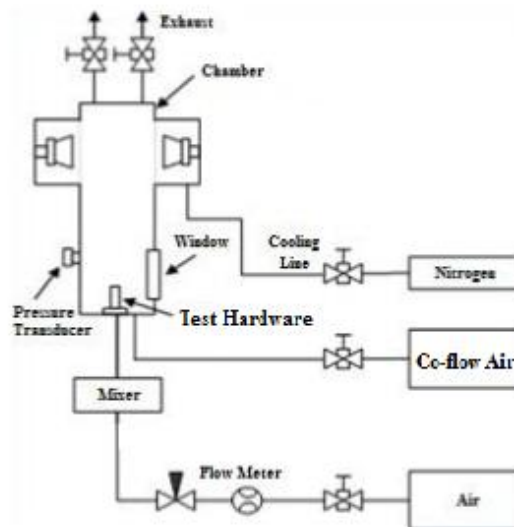 Exhaust
Chamber
Window
Cooling
Line
Nitrogen
Pressure
Transducer
Test Hardware
Co-flow Air
Mixer
Flow Meter
Air